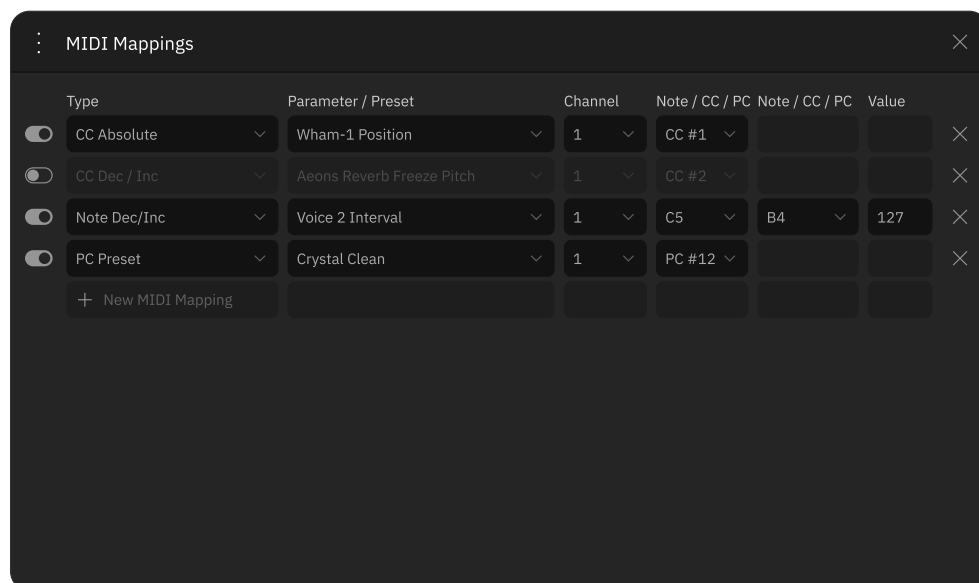 MIDI Mappings
Type Parameter / Preset Channel Note / CC / PC Note / CC / PC Value
CC Absolute Wham-1 Position 1 CC #1
CC Dec / Inc Aeons Reverb Freeze Pitch 1 CC #2
Note Dec/Inc Voice 2 Interval 1 C5 B4 127
PC Preset Crystal Clean 1 PC #12
+ New MIDI Mapping